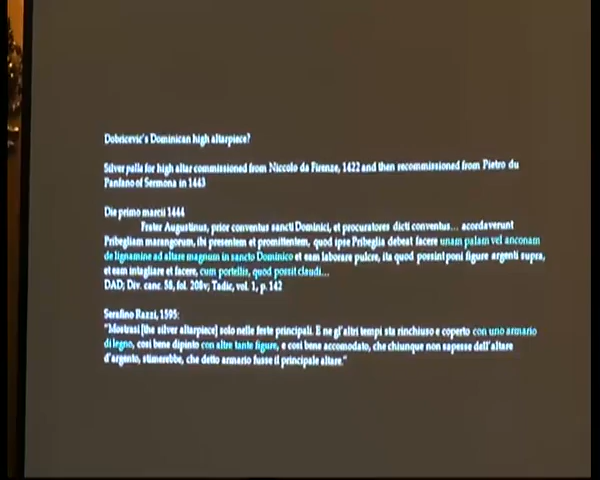 Dobricevic's Dominican high altarpiece?
Silver palla for high altar commissioned from Niccolo da Firenze, 1422 and then recommissioned from Pietro du
Panfano of Sermona in 1443
Die primo marcii 1444
Frater Augustinus, prior conventus sancti Dominici, et procuratores dicti conventus... acordaverunt
Pribegliam marangorum, ibi presentem et promittentem, quod ipse Pribeglia debeat facere unam palam vel anconam
de lignamine ad altare magnum in sancto Dominico et eam laborare pulcre, ita quod possint poni figure argenti supra,
et eam intagliare et facere, cum portellis, quod possit claudi...
DAD; Div. canc. 58, fol. 208v; Tadic, vol. 1, p. 142
Serafino Razzi, 1595:
"Mostrasi [the silver altarpiece] solo nelle feste principali. E ne gl'altri tempi sta rinchiuso e coperto con uno armario
di legno, cosi bene dipinto con altre tante figure, e cosi bene accomodato, che chiunque non sapesse dell'altare
d'argento, stimerebbe, che detto armario fusse il principale altare."